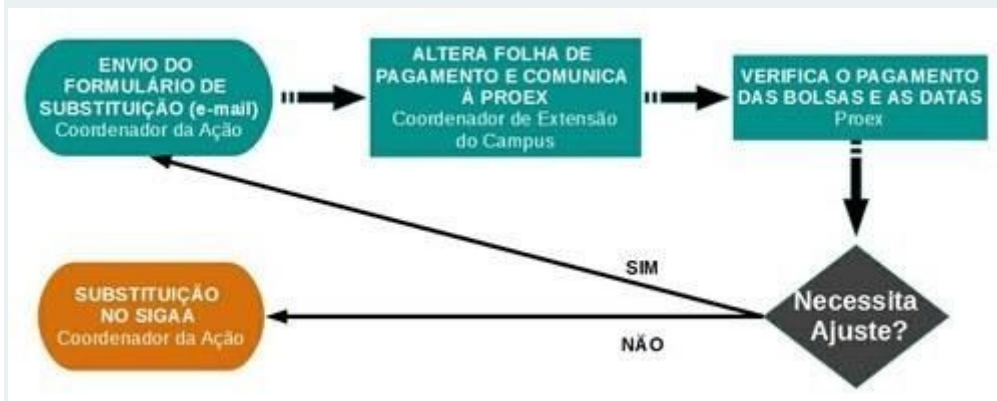 ENVIO DO
FORMULÁRIO DE
SUBSTITUIÇÃO (e-mail)
Coordenador da Ação
ALTERA FOLHA DE
PAGAMENTO E COMUNICA
À PROEX
Coordenador de Extensão
do Campus
VERIFICA O PAGAMENTO
DAS BOLSAS E AS DATAS
Proex
Necessita
Ajuste?
SIM
NÃO
SUBSTITUIÇÃO
NO SIGAA
Coordenador da Ação